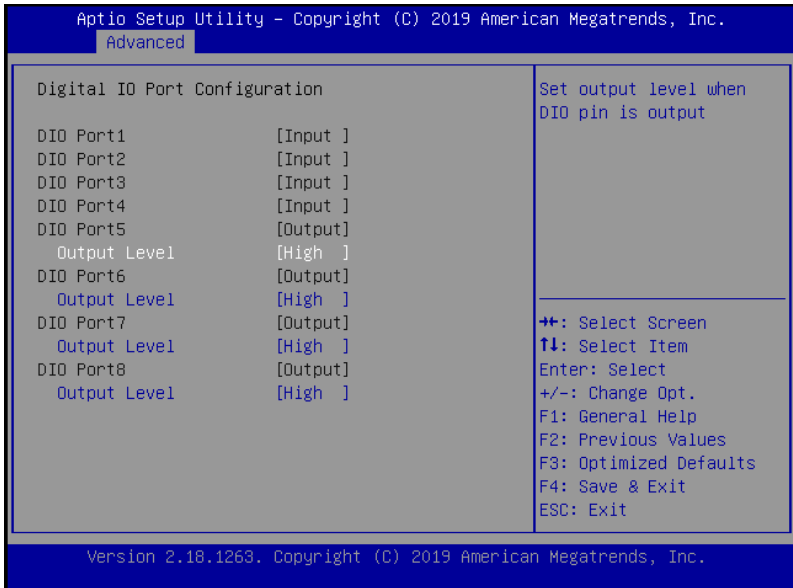 Aptio Setup Utility – Copyright (C) 2019 American Megatrends, Inc.
Advanced
Digital IO Port Configuration
DIO Port1 [Input ]
DIO Port2 [Input ]
DIO Port3 [Input ]
DIO Port4 [Input ]
DIO Port5 [Output]
Output Level [High ]
DIO Port6 [Output]
Output Level [High ]
DIO Port7 [Output]
Output Level [High ]
DIO Port8 [Output]
Output Level [High ]
Set output level when
DIO pin is output
→←: Select Screen
↑↓: Select Item
Enter: Select
+/-: Change Opt.
F1: General Help
F2: Previous Values
F3: Optimized Defaults
F4: Save & Exit
ESC: Exit
Version 2.18.1263. Copyright (C) 2019 American Megatrends, Inc.